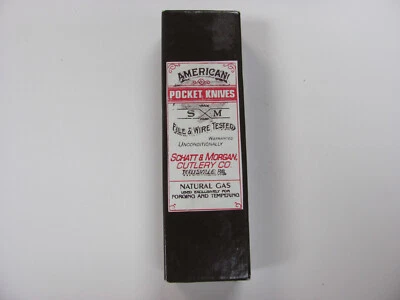 AMERICAN
POCKET KNIVES
S M
FILE & WIRE TESTED
WARRANTED
UNCONDITIONALLY
SCHATT & MORGAN
CUTLERY CO.
NATURAL GAS
USED EXCLUSIVELY FOR
FORGING AND TEMPERING